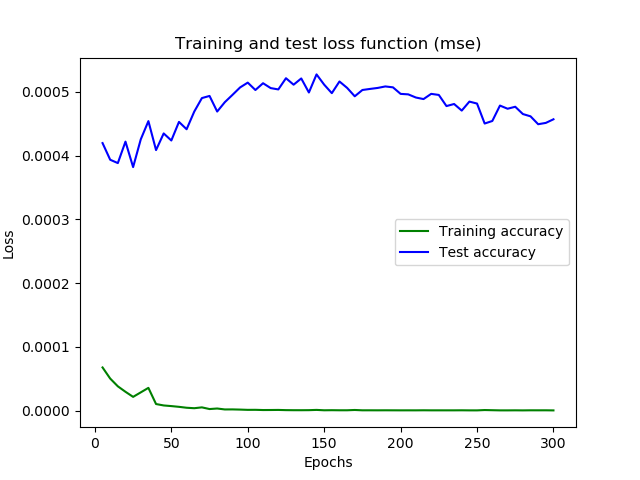 Training and test loss function (mse)
0.0005
0.0004
0.0003
0.0002
0.0001
0.0000
Loss
Training accuracy
Test accuracy
0 50 100 150 200 250 300
Epochs